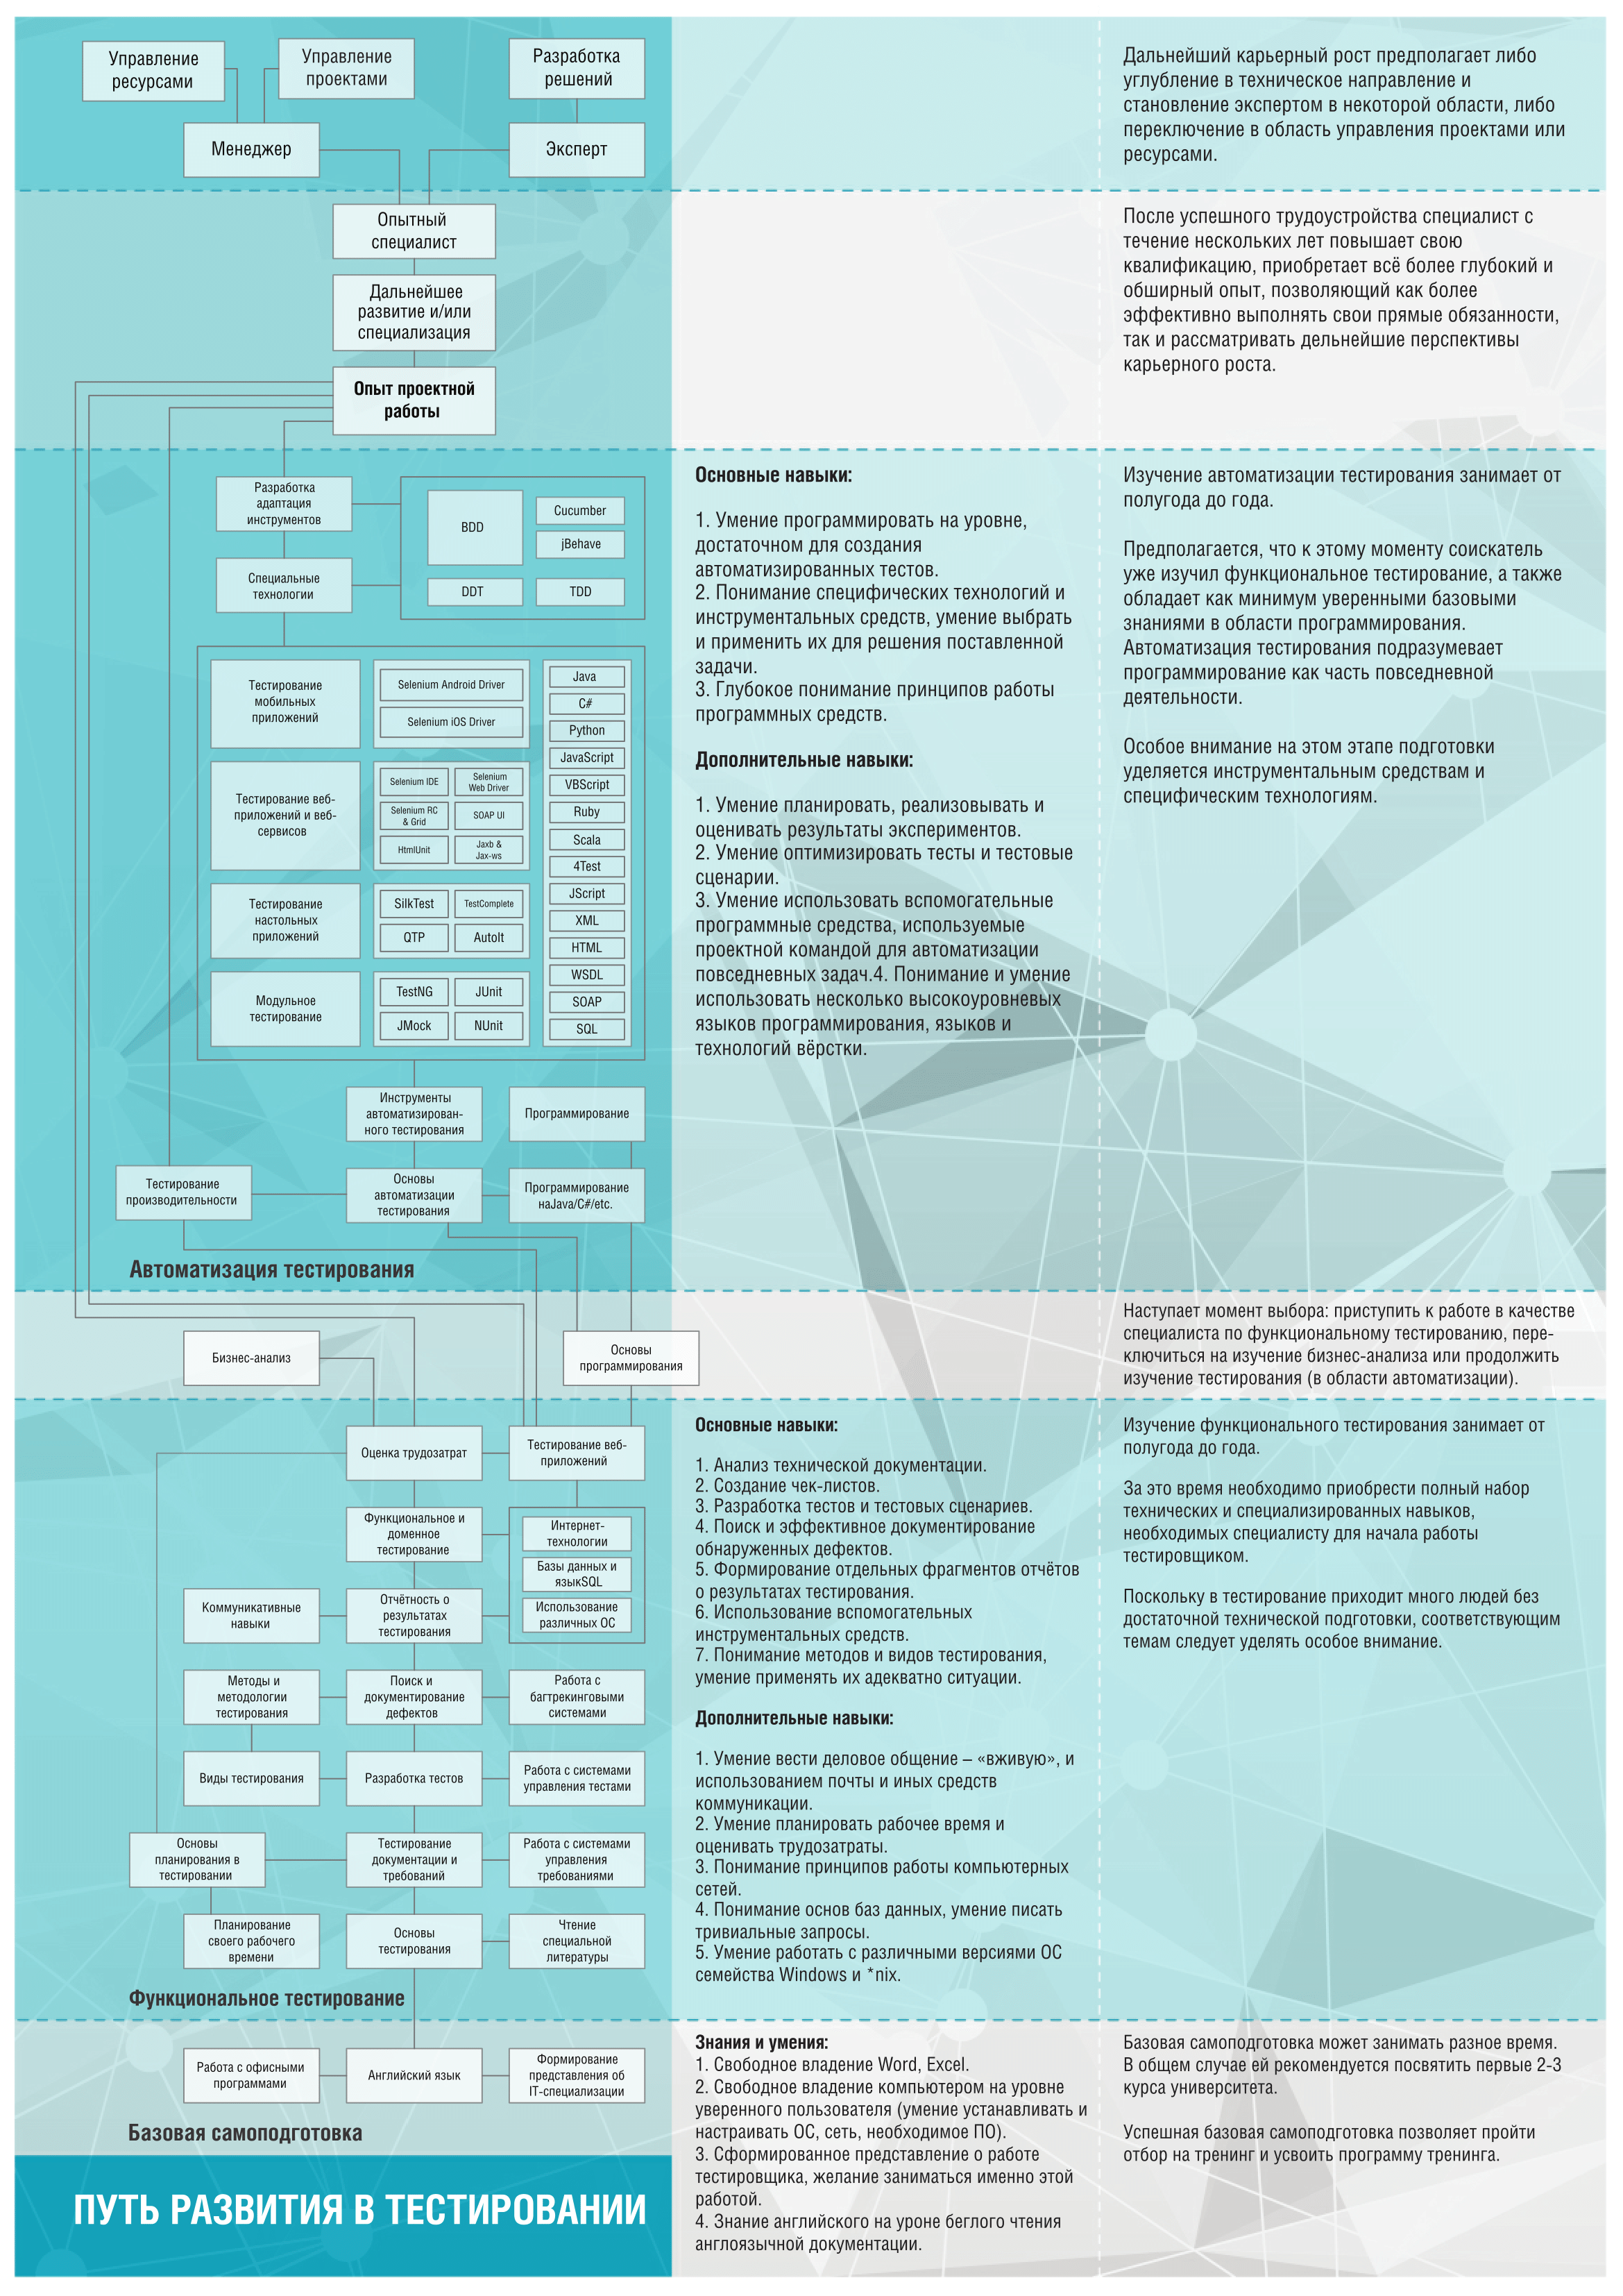 Управление
ресурсами
Управление
проектами
Разработка
решений
Менеджер
Эксперт
Дальнейший карьерный рост предполагает либо
углубление в техническое направление и
становление экспертом в некоторой области, либо
переключение в область управления проектами или
ресурсами.
Опытный
специалист
Дальнейшее
развитие и/или
специализация
Опыт проектной
работы
После успешного трудоустройства специалист с
течение нескольких лет повышает свою
квалификацию, приобретает всё более глубокий и
обширный опыт, позволяющий как более
эффективно выполнять свои прямые обязанности,
так и рассматривать дельнейшие перспективы
карьерного роста.
Разработка
адаптация
инструментов
Специальные
технологии
BDD
Cucumber
jBehave
DDT
TDD
Тестирование
мобильных
приложений
Selenium Android Driver
Selenium iOS Driver
Тестирование веб-
приложений и веб-
сервисов
Selenium IDE
Selenium
Web Driver
Selenium RC
& Grid
SOAP UI
HtmlUnit
Jaxb &
Jax-ws
Тестирование
настольных
приложений
SilkTest
TestComplete
QTP
AutoIt
Модульное
тестирование
TestNG
JUnit
JMock
NUnit
Java
C#
Python
JavaScript
VBScript
Ruby
Scala
4Test
JScript
XML
HTML
WSDL
SOAP
SQL
Инструменты
автоматизирован-
ного тестирования
Программирование
Тестирование
производительности
Основы
автоматизации
тестирования
Программирование
наJava/C#/etc.
Автоматизация тестирования
Основные навыки:
1. Умение программировать на уровне,
достаточном для создания
автоматизированных тестов.
2. Понимание специфических технологий и
инструментальных средств, умение выбрать
и применить их для решения поставленной
задачи.
3. Глубокое понимание принципов работы
программных средств.
Дополнительные навыки:
1. Умение планировать, реализовывать и
оценивать результаты экспериментов.
2. Умение оптимизировать тесты и тестовые
сценарии.
3. Умение использовать вспомогательные
программные средства, используемые
проектной командой для автоматизации
повседневных задач.4. Понимание и умение
использовать несколько высокоуровневых
языков программирования, языков и
технологий вёрстки.
Изучение автоматизации тестирования занимает от
полугода до года.
Предполагается, что к этому моменту соискатель
уже изучил функциональное тестирование, а также
обладает как минимум уверенными базовыми
знаниями в области программирования.
Автоматизация тестирования подразумевает
программирование как часть повседневной
деятельности.
Особое внимание на этом этапе подготовки
уделяется инструментальным средствам и
специфическим технологиям.
Бизнес-анализ
Основы
программирования
Наступает момент выбора: приступить к работе в качестве
специалиста по функциональному тестированию, пере-
ключиться на изучение бизнес-анализа или продолжить
изучение тестирования (в области автоматизации).
Оценка трудозатрат
Тестирование веб-
приложений
Функциональное и
доменное
тестирование
Интернет-
технологии
Базы данных и
языкSQL
Использование
различных ОС
Коммуникативные
навыки
Отчётность о
результатах
тестирования
Методы и
методологии
тестирования
Поиск и
документирование
дефектов
Работа с
багтрекинговыми
системами
Виды тестирования
Разработка тестов
Работа с системами
управления тестами
Основы
планирования в
тестировании
Тестирование
документации и
требований
Работа с системами
управления
требованиями
Планирование
своего рабочего
времени
Основы
тестирования
Чтение
специальной
литературы
Функциональное тестирование
Основные навыки:
1. Анализ технической документации.
2. Создание чек-листов.
3. Разработка тестов и тестовых сценариев.
4. Поиск и эффективное документирование
обнаруженных дефектов.
5. Формирование отдельных фрагментов отчётов
о результатах тестирования.
6. Использование вспомогательных
инструментальных средств.
7. Понимание методов и видов тестирования,
умение применять их адекватно ситуации.
Дополнительные навыки:
1. Умение вести деловое общение – «вживую», и
использованием почты и иных средств
коммуникации.
2. Умение планировать рабочее время и
оценивать трудозатраты.
3. Понимание принципов работы компьютерных
сетей.
4. Понимание основ баз данных, умение писать
тривиальные запросы.
5. Умение работать с различными версиями ОС
семейства Windows и *nix.
Изучение функционального тестирования занимает от
полугода до года.
За это время необходимо приобрести полный набор
технических и специализированных навыков,
необходимых специалисту для начала работы
тестировщиком.
Поскольку в тестирование приходит много людей без
достаточной технической подготовки, соответствующим
темам следует уделять особое внимание.
Работа с офисными
программами
Английский язык
Формирование
представления об
IT-специализации
Базовая самоподготовка
Знания и умения:
1. Свободное владение Word, Excel.
2. Свободное владение компьютером на уровне
уверенного пользователя (умение устанавливать и
настраивать ОС, сеть, необходимое ПО).
3. Сформированное представление о работе
тестировщика, желание заниматься именно этой
работой.
4. Знание английского на уроне беглого чтения
англоязычной документации.
Базовая самоподготовка может занимать разное время.
В общем случае ей рекомендуется посвятить первые 2-3
курса университета.
Успешная базовая самоподготовка позволяет пройти
отбор на тренинг и усвоить программу тренинга.
ПУТЬ РАЗВИТИЯ В ТЕСТИРОВАНИИ